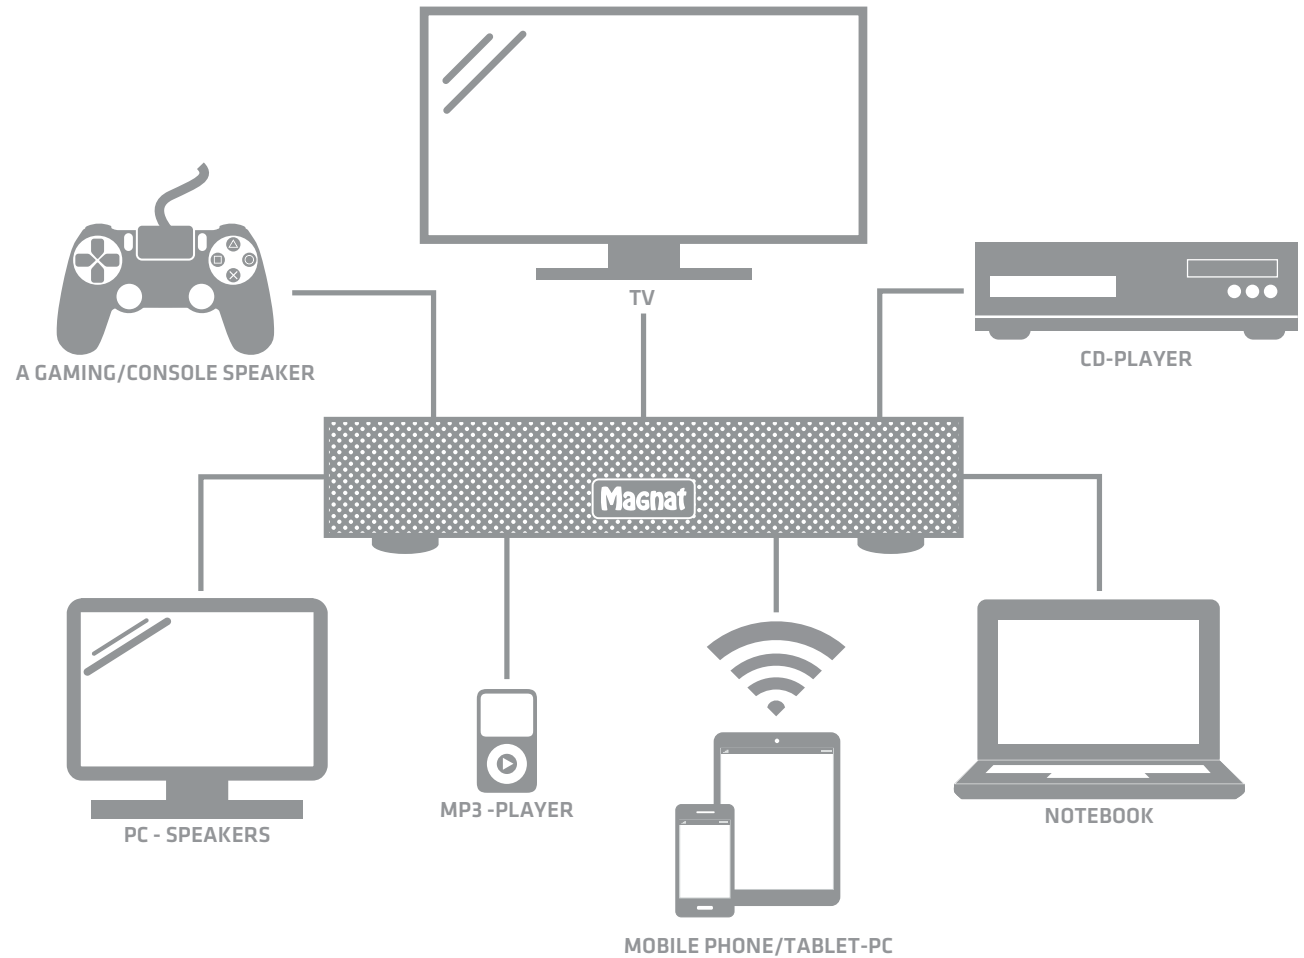 TV
CD-PLAYER
A GAMING/CONSOLE SPEAKER
Magnat
MP3 -PLAYER
NOTEBOOK
PC - SPEAKERS
MOBILE PHONE/TABLET-PC